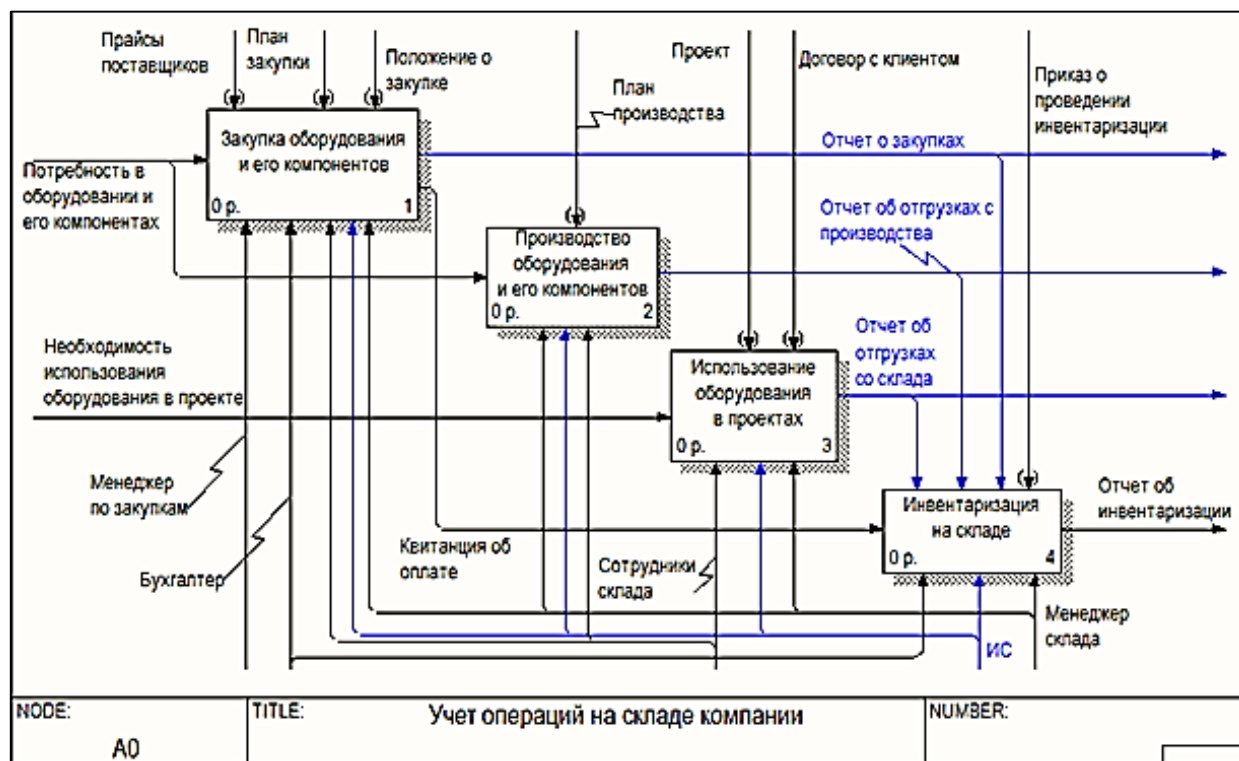 Прайсы
поставщиков
План
закупки
Положение о
закупке
План
производства
Проект
Договор с клиентом
Приказ о
проведении
инвентаризации
Закупка оборудования
и его компонентов
0 р.
1
Отчет о закупках
Потребность в
оборудовании и
его компонентах
Отчет об отгрузках с
производства
Производство
оборудования
и его компонентов
0 р.
2
Необходимость
использования
оборудования в проекте
Отчет об
отгрузках
со склада
Использование
оборудования
в проектах
0 р.
3
Менеджер
по закупкам
Бухгалтер
Квитанция об
оплате
Сотрудники
склада
Инвентаризация
на складе
0 р.
4
Отчет об
инвентаризации
Менеджер
склада
ИС
NODE:
A0
TITLE:
Учет операций на складе компании
NUMBER: